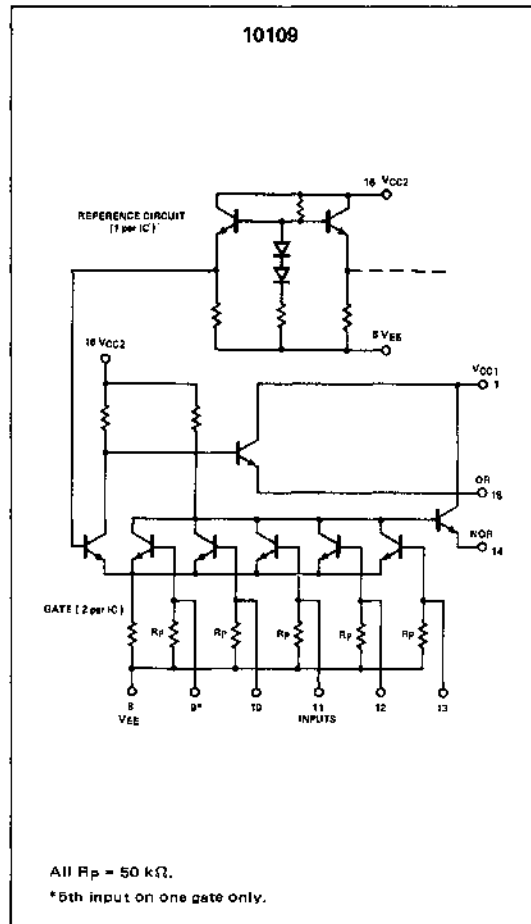 10109
16 VCC2
REFERENCE CIRCUIT
(1 per IC)
8 VEE
16 VCC2
VCC1
1
OR
15
NOR
14
GATE (2 per IC)
Rp Rp Rp Rp Rp
8 9* 10 11 12 13
VEE INPUTS
All Rp = 50 kΩ.
*5th input on one gate only.